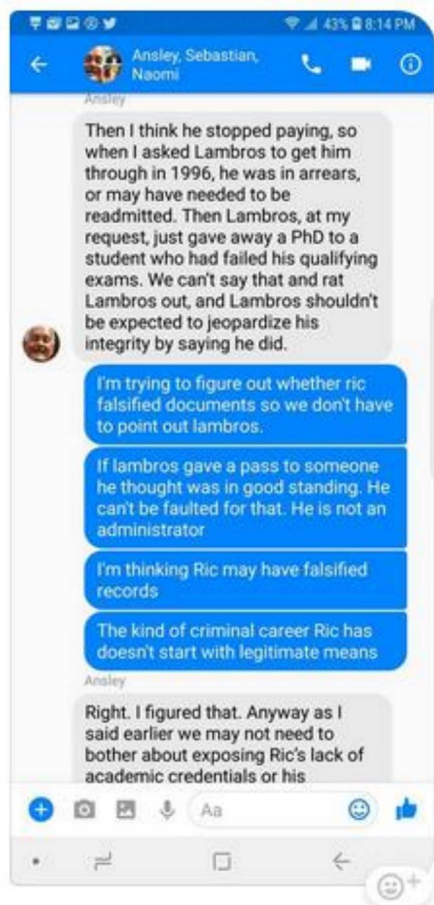 43% 8:14 PM
Ansley, Sebastian,
Naomi
Ansley
Then I think he stopped paying, so
when I asked Lambros to get him
through in 1996, he was in arrears,
or may have needed to be
readmitted. Then Lambros, at my
request, just gave away a PhD to a
student who had failed his qualifying
exams. We can't say that and rat
Lambros out, and Lambros shouldn't
be expected to jeopardize his
integrity by saying he did.
I'm trying to figure out whether ric
falsified documents so we don't have
to point out lambros.
If lambros gave a pass to someone
he thought was in good standing. He
can't be faulted for that. He is not an
administrator
I'm thinking Ric may have falsified
records
The kind of criminal career Ric has
doesn't start with legitimate means
Ansley
Right. I figured that. Anyway as I
said earlier we may not need to
bother about exposing Ric's lack of
academic credentials or his
Aa